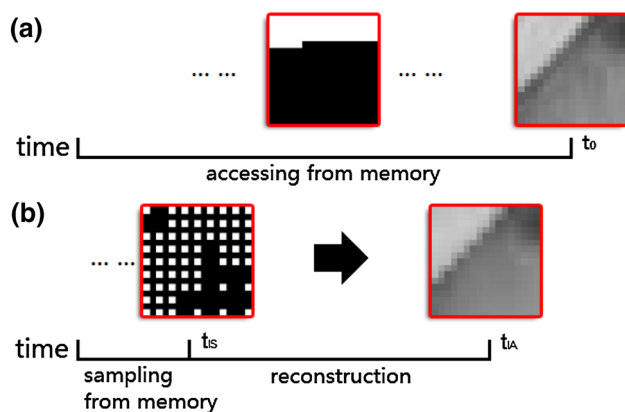 (a)
... ...
... ...
time
t₀
accessing from memory
(b)
... ...
time
tIS
tIA
sampling
from memory
reconstruction